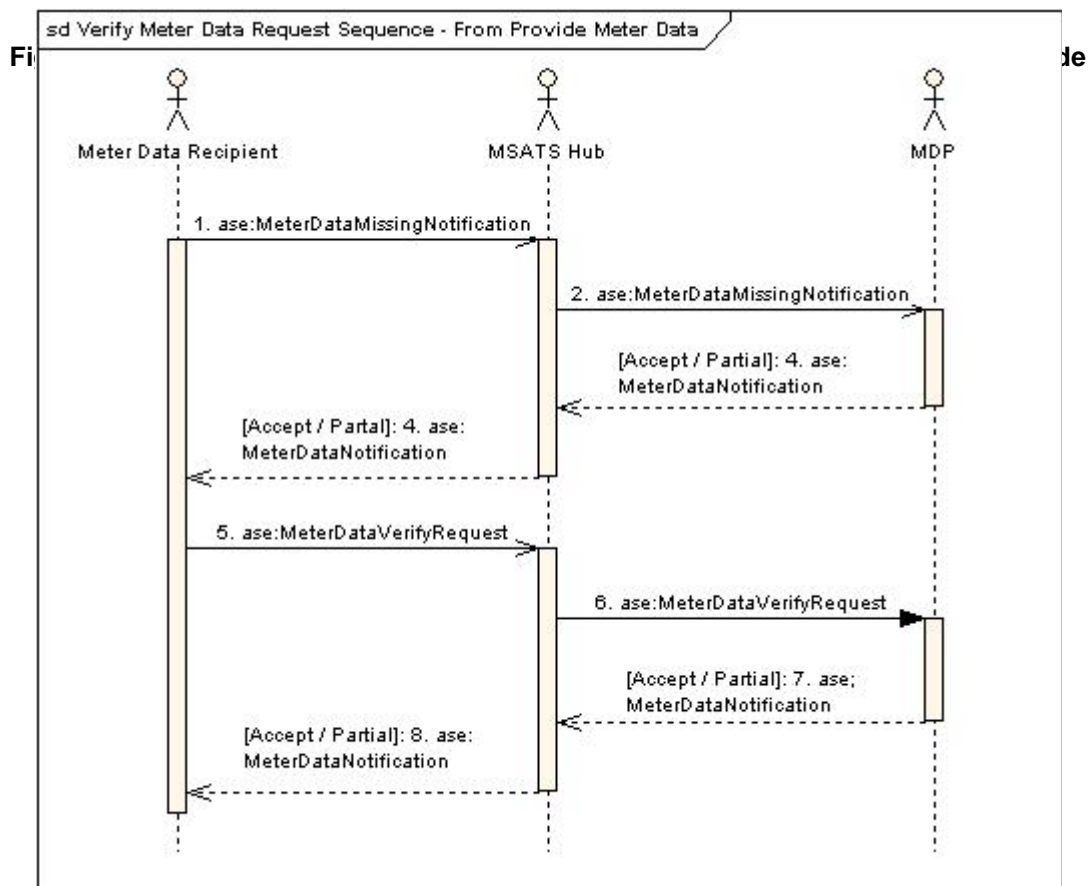 sd Verify Meter Data Request Sequence - From Provide Meter Data
Meter Data Recipient
MSATS Hub
MDP
1. ase:MeterDataMissingNotification
2. ase:MeterDataMissingNotification
[Accept / Partial]: 4. ase:
MeterDataNotification
[Accept / Partal]: 4. ase:
MeterDataNotification
5. ase:MeterDataVerifyRequest
6. ase:MeterDataVerifyRequest
[Accept / Partial]: 7. ase;
MeterDataNotification
[Accept / Partial]: 8. ase:
MeterDataNotification